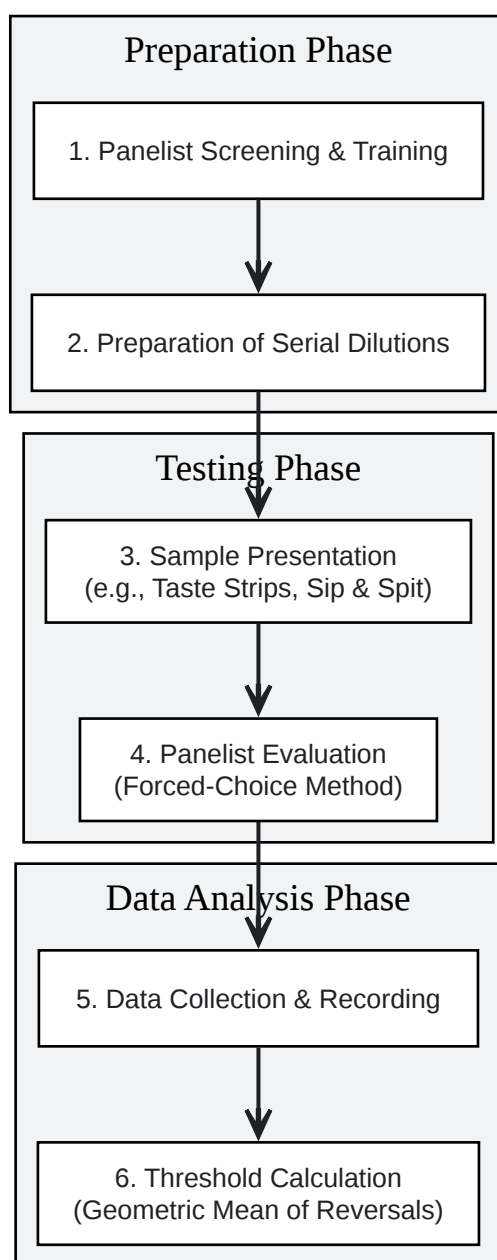 Preparation Phase
1. Panelist Screening & Training
2. Preparation of Serial Dilutions
Testing Phase
3. Sample Presentation
(e.g., Taste Strips, Sip & Spit)
4. Panelist Evaluation
(Forced-Choice Method)
Data Analysis Phase
5. Data Collection & Recording
6. Threshold Calculation
(Geometric Mean of Reversals)